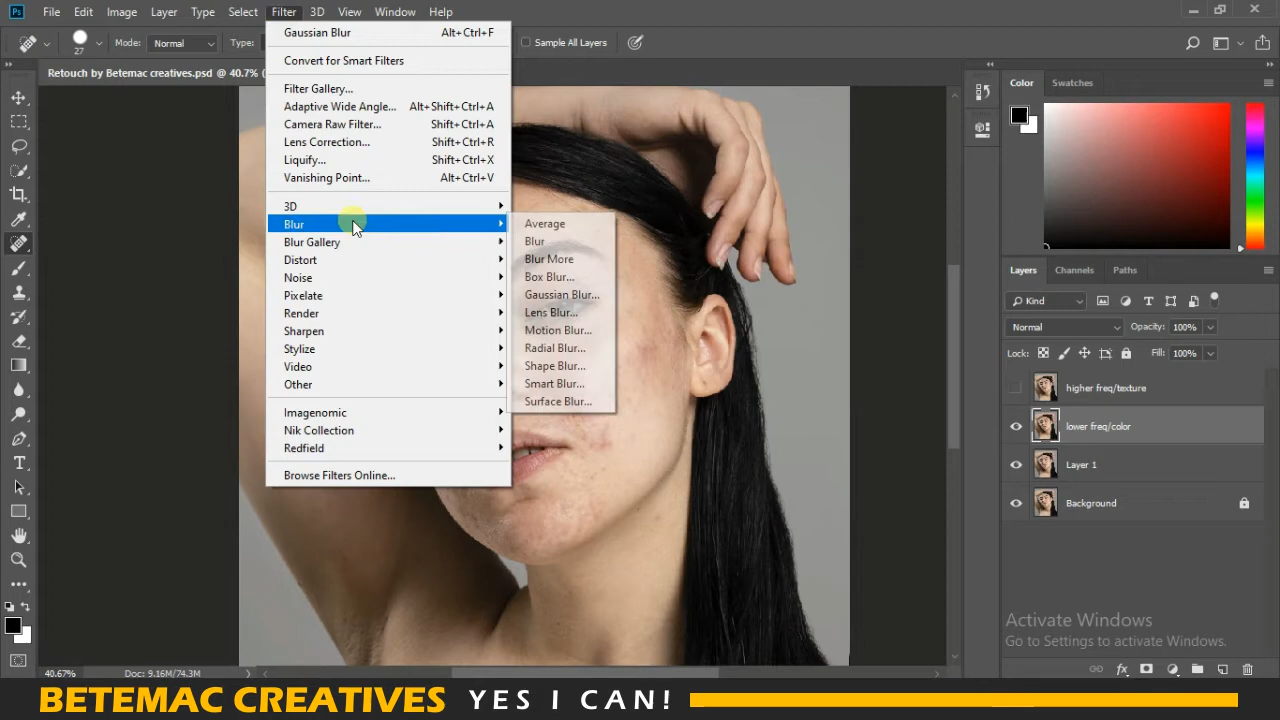 Ps File Edit Image Layer Type Select Filter 3D View Window Help
27 Mode: Normal Type: Sample All Layers
Retouch by Betemac creatives.psd @ 40.7% (
Gaussian Blur Alt+Ctrl+F
Convert for Smart Filters
Filter Gallery...
Adaptive Wide Angle... Alt+Shift+Ctrl+A
Camera Raw Filter... Shift+Ctrl+A
Lens Correction... Shift+Ctrl+R
Liquify... Shift+Ctrl+X
Vanishing Point... Alt+Ctrl+V
3D
Blur
Blur Gallery
Distort
Noise
Pixelate
Render
Sharpen
Stylize
Video
Other
Imagenomic
Nik Collection
Redfield
Browse Filters Online...
Average
Blur
Blur More
Box Blur...
Gaussian Blur...
Lens Blur...
Motion Blur...
Radial Blur...
Shape Blur...
Smart Blur...
Surface Blur...
Color Swatches
Layers Channels Paths
Kind
Normal Opacity: 100%
Lock: Fill: 100%
higher freq/texture
lower freq/color
Layer 1
Background
Activate Windows
Go to Settings to activate Windows.
40.67% Doc: 9.16M/74.3M
BETEMAC CREATIVES YES I CAN!